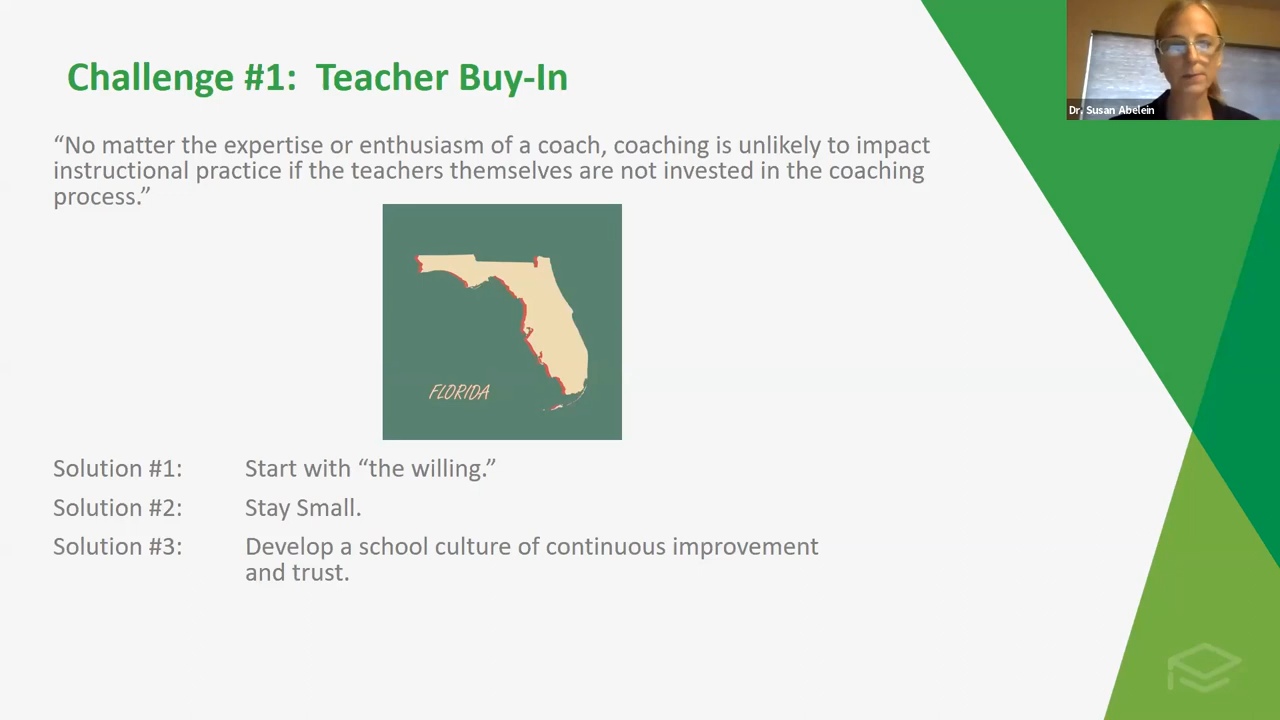 Challenge #1:  Teacher Buy-In
Dr. Susan Abelein
“No matter the expertise or enthusiasm of a coach, coaching is unlikely to impact
instructional practice if the teachers themselves are not invested in the coaching
process.”
FLORIDA
Solution #1: Start with “the willing.”
Solution #2: Stay Small.
Solution #3: Develop a school culture of continuous improvement
and trust.